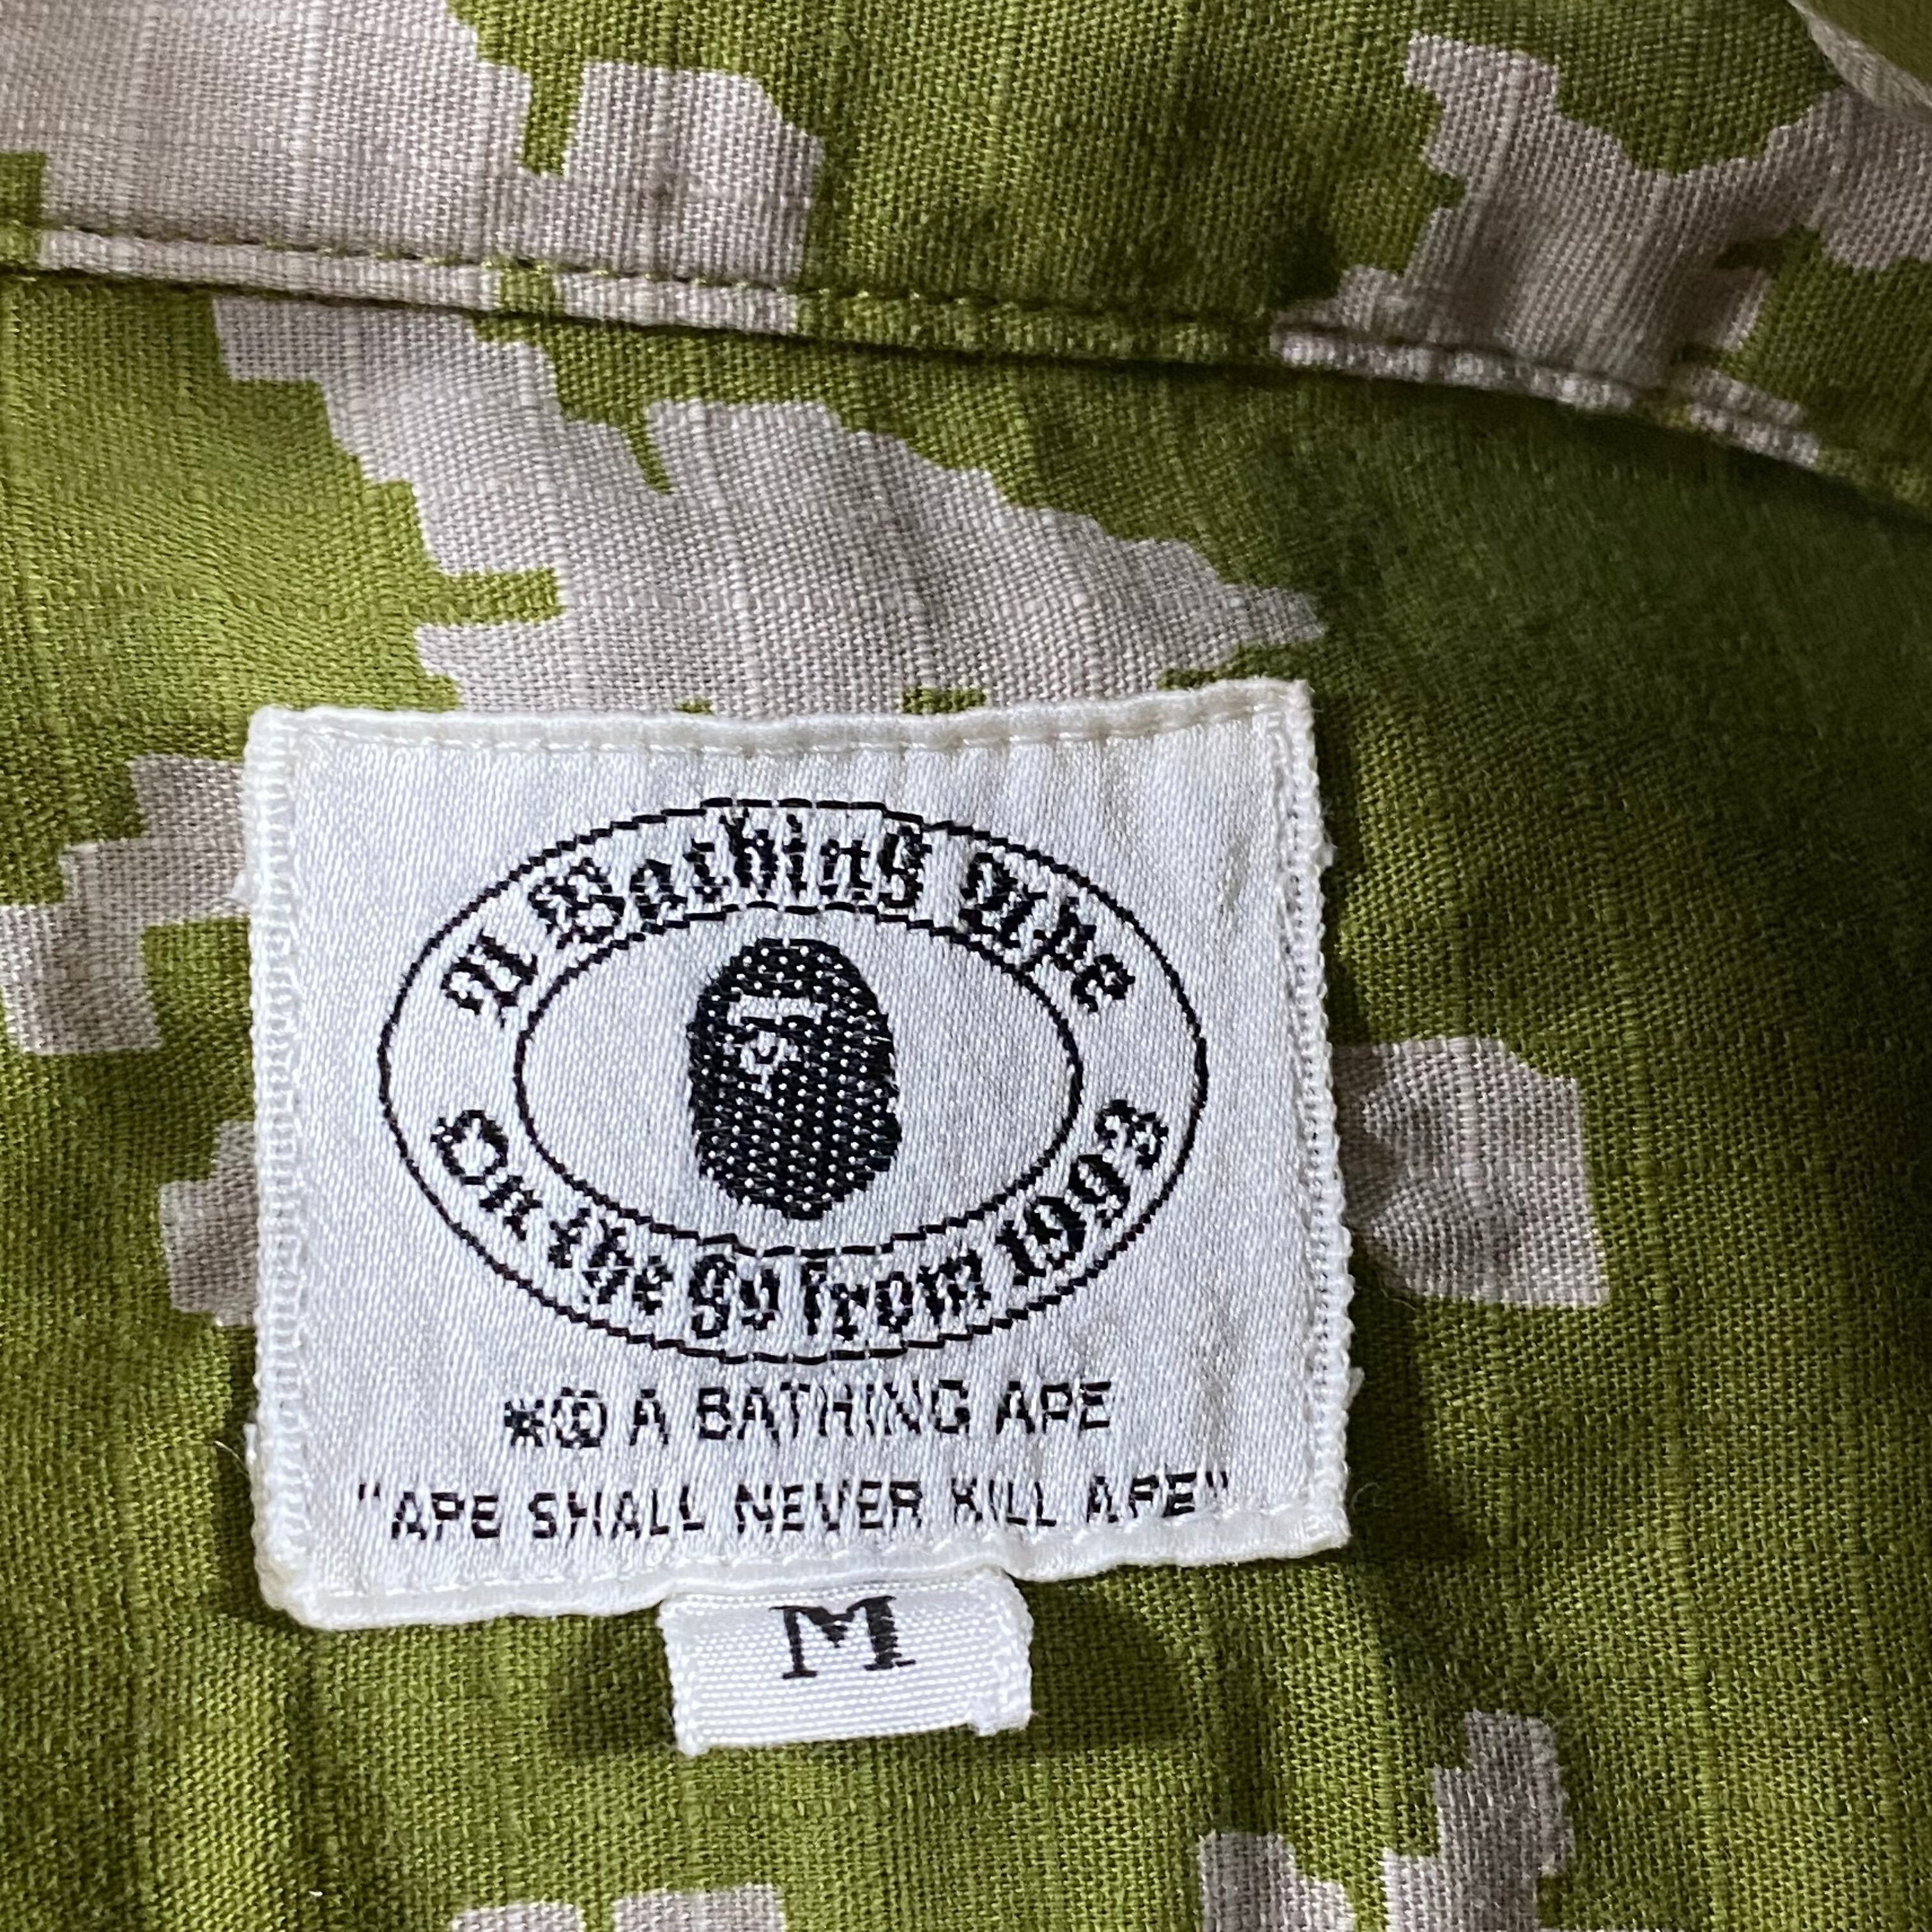 A Bathing Ape
On the go from 1993
*© A BATHING APE
"APE SHALL NEVER KILL APE"
M